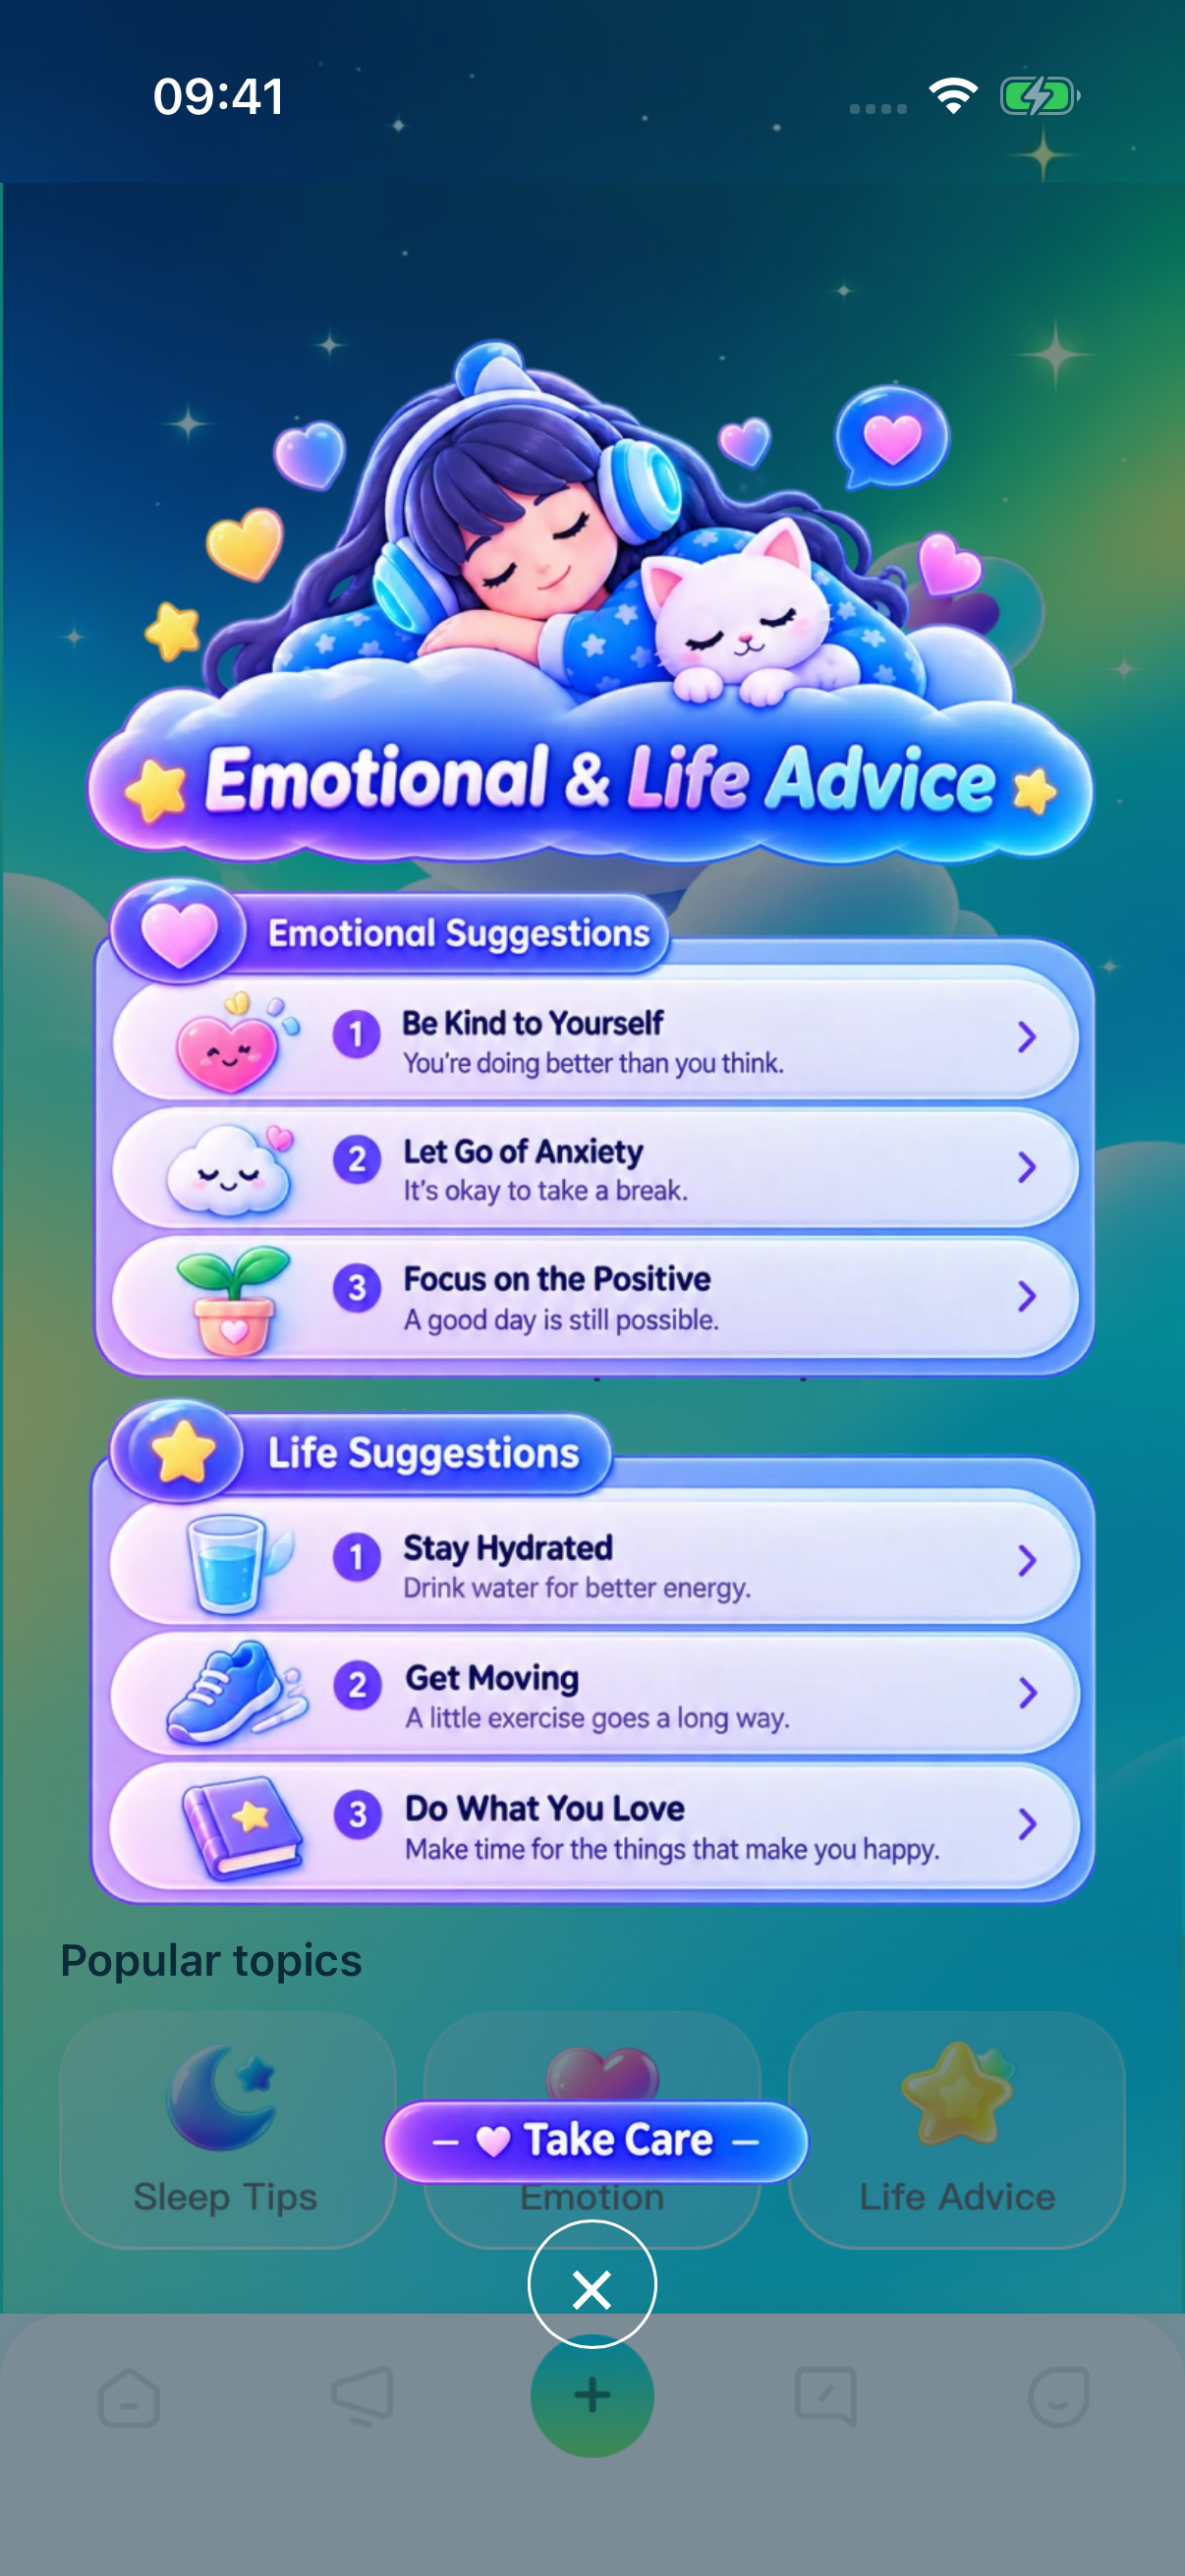 09:41
Emotional & Life Advice
Emotional Suggestions
1 Be Kind to Yourself
You're doing better than you think.
2 Let Go of Anxiety
It's okay to take a break.
3 Focus on the Positive
A good day is still possible.
Life Suggestions
1 Stay Hydrated
Drink water for better energy.
2 Get Moving
A little exercise goes a long way.
3 Do What You Love
Make time for the things that make you happy.
Popular topics
– Take Care –
Sleep Tips
Emotion
Life Advice